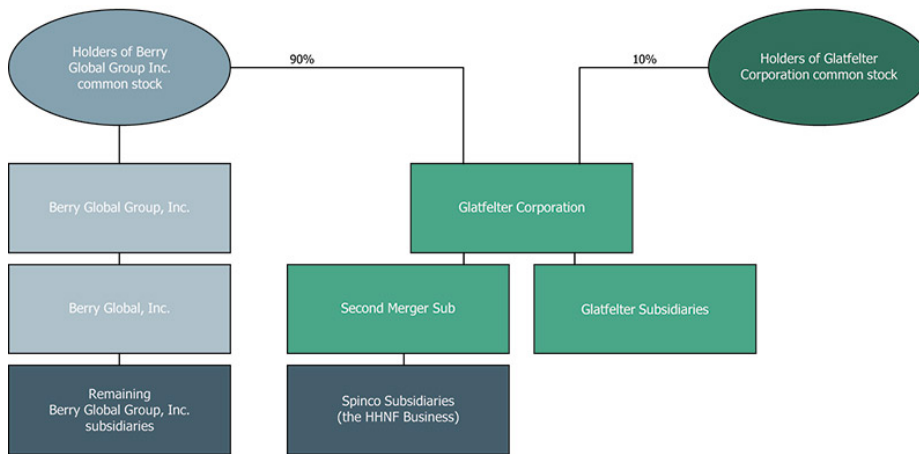 Holders of Berry
Global Group Inc.
common stock
90%
10%
Holders of Glatfelter
Corporation common stock
Berry Global Group, Inc.
Glatfelter Corporation
Berry Global, Inc.
Second Merger Sub
Glatfelter Subsidiaries
Remaining
Berry Global Group, Inc.
subsidiaries
Spinco Subsidiaries
(the HHNF Business)